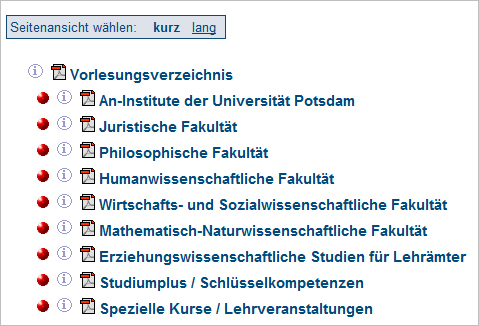 Seitenansicht wählen: kurz lang
Vorlesungsverzeichnis
An-Institute der Universität Potsdam
Juristische Fakultät
Philosophische Fakultät
Humanwissenschaftliche Fakultät
Wirtschafts- und Sozialwissenschaftliche Fakultät
Mathematisch-Naturwissenschaftliche Fakultät
Erziehungswissenschaftliche Studien für Lehrämter
Studiumplus / Schlüsselkompetenzen
Spezielle Kurse / Lehrveranstaltungen